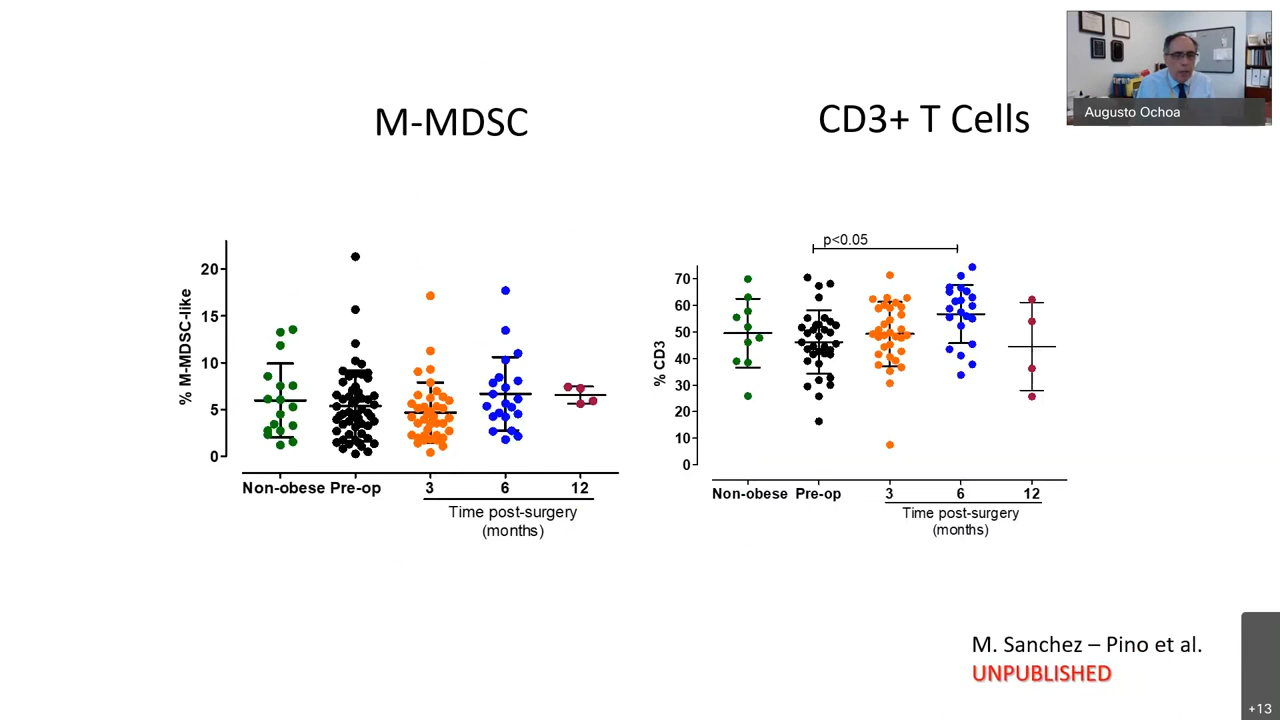 M-MDSC
CD3+ T Cells
Augusto Ochoa
% M-MDSC-like
20
15
10
5
0
Non-obese Pre-op 3 6 12
Time post-surgery
(months)
p<0.05
% CD3
70
60
50
40
30
20
10
0
Non-obese Pre-op 3 6 12
Time post-surgery
(months)
M. Sanchez – Pino et al.
UNPUBLISHED
+13